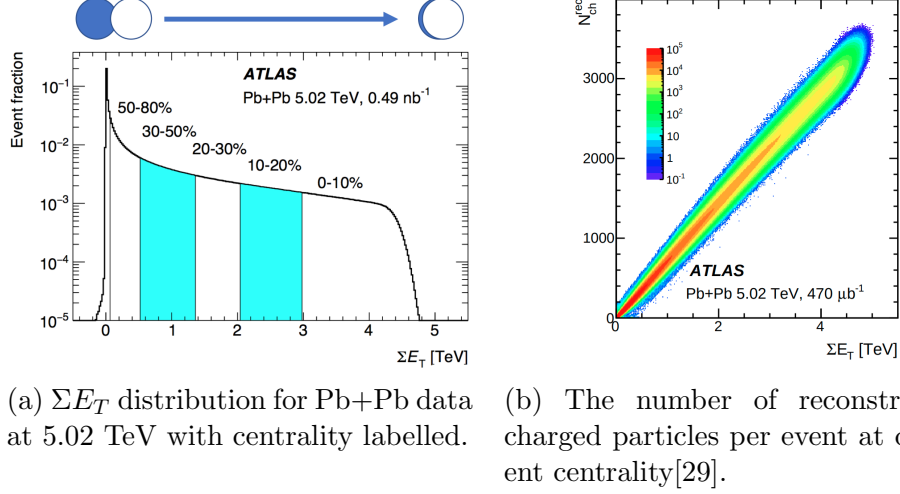 Event fraction
10⁻¹
10⁻²
10⁻³
10⁻⁴
10⁻⁵
ATLAS
Pb+Pb 5.02 TeV, 0.49 nb⁻¹
50-80%
30-50%
20-30%
10-20%
0-10%
0 1 2 3 4 5
ΣE_T [TeV]
N_ch^rec
3000
2000
1000
0
10⁵
10⁴
10³
10²
10
1
10⁻¹
ATLAS
Pb+Pb 5.02 TeV, 470 μb⁻¹
0 2 4
ΣE_T [TeV]
(a) ΣE_T distribution for Pb+Pb data
at 5.02 TeV with centrality labelled.
(b) The number of reconstr
charged particles per event at
ent centrality[29].